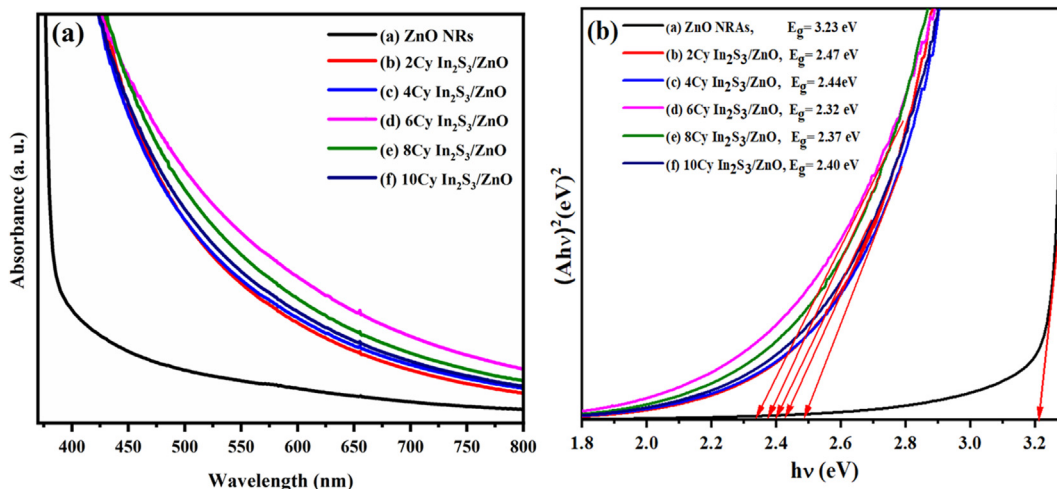 (a)
(a) ZnO NRs
(b) 2Cy In₂S₃/ZnO
(c) 4Cy In₂S₃/ZnO
(d) 6Cy In₂S₃/ZnO
(e) 8Cy In₂S₃/ZnO
(f) 10Cy In₂S₃/ZnO
Absorbance (a. u.)
400 450 500 550 600 650 700 750 800
Wavelength (nm)
(b)
(a) ZnO NRAs, Eg= 3.23 eV
(b) 2Cy In₂S₃/ZnO, Eg= 2.47 eV
(c) 4Cy In₂S₃/ZnO, Eg= 2.44eV
(d) 6Cy In₂S₃/ZnO, Eg= 2.32 eV
(e) 8Cy In₂S₃/ZnO, Eg= 2.37 eV
(f) 10Cy In₂S₃/ZnO, Eg= 2.40 eV
(Ahν)²(eV)²
1.8 2.0 2.2 2.4 2.6 2.8 3.0 3.2
hν (eV)